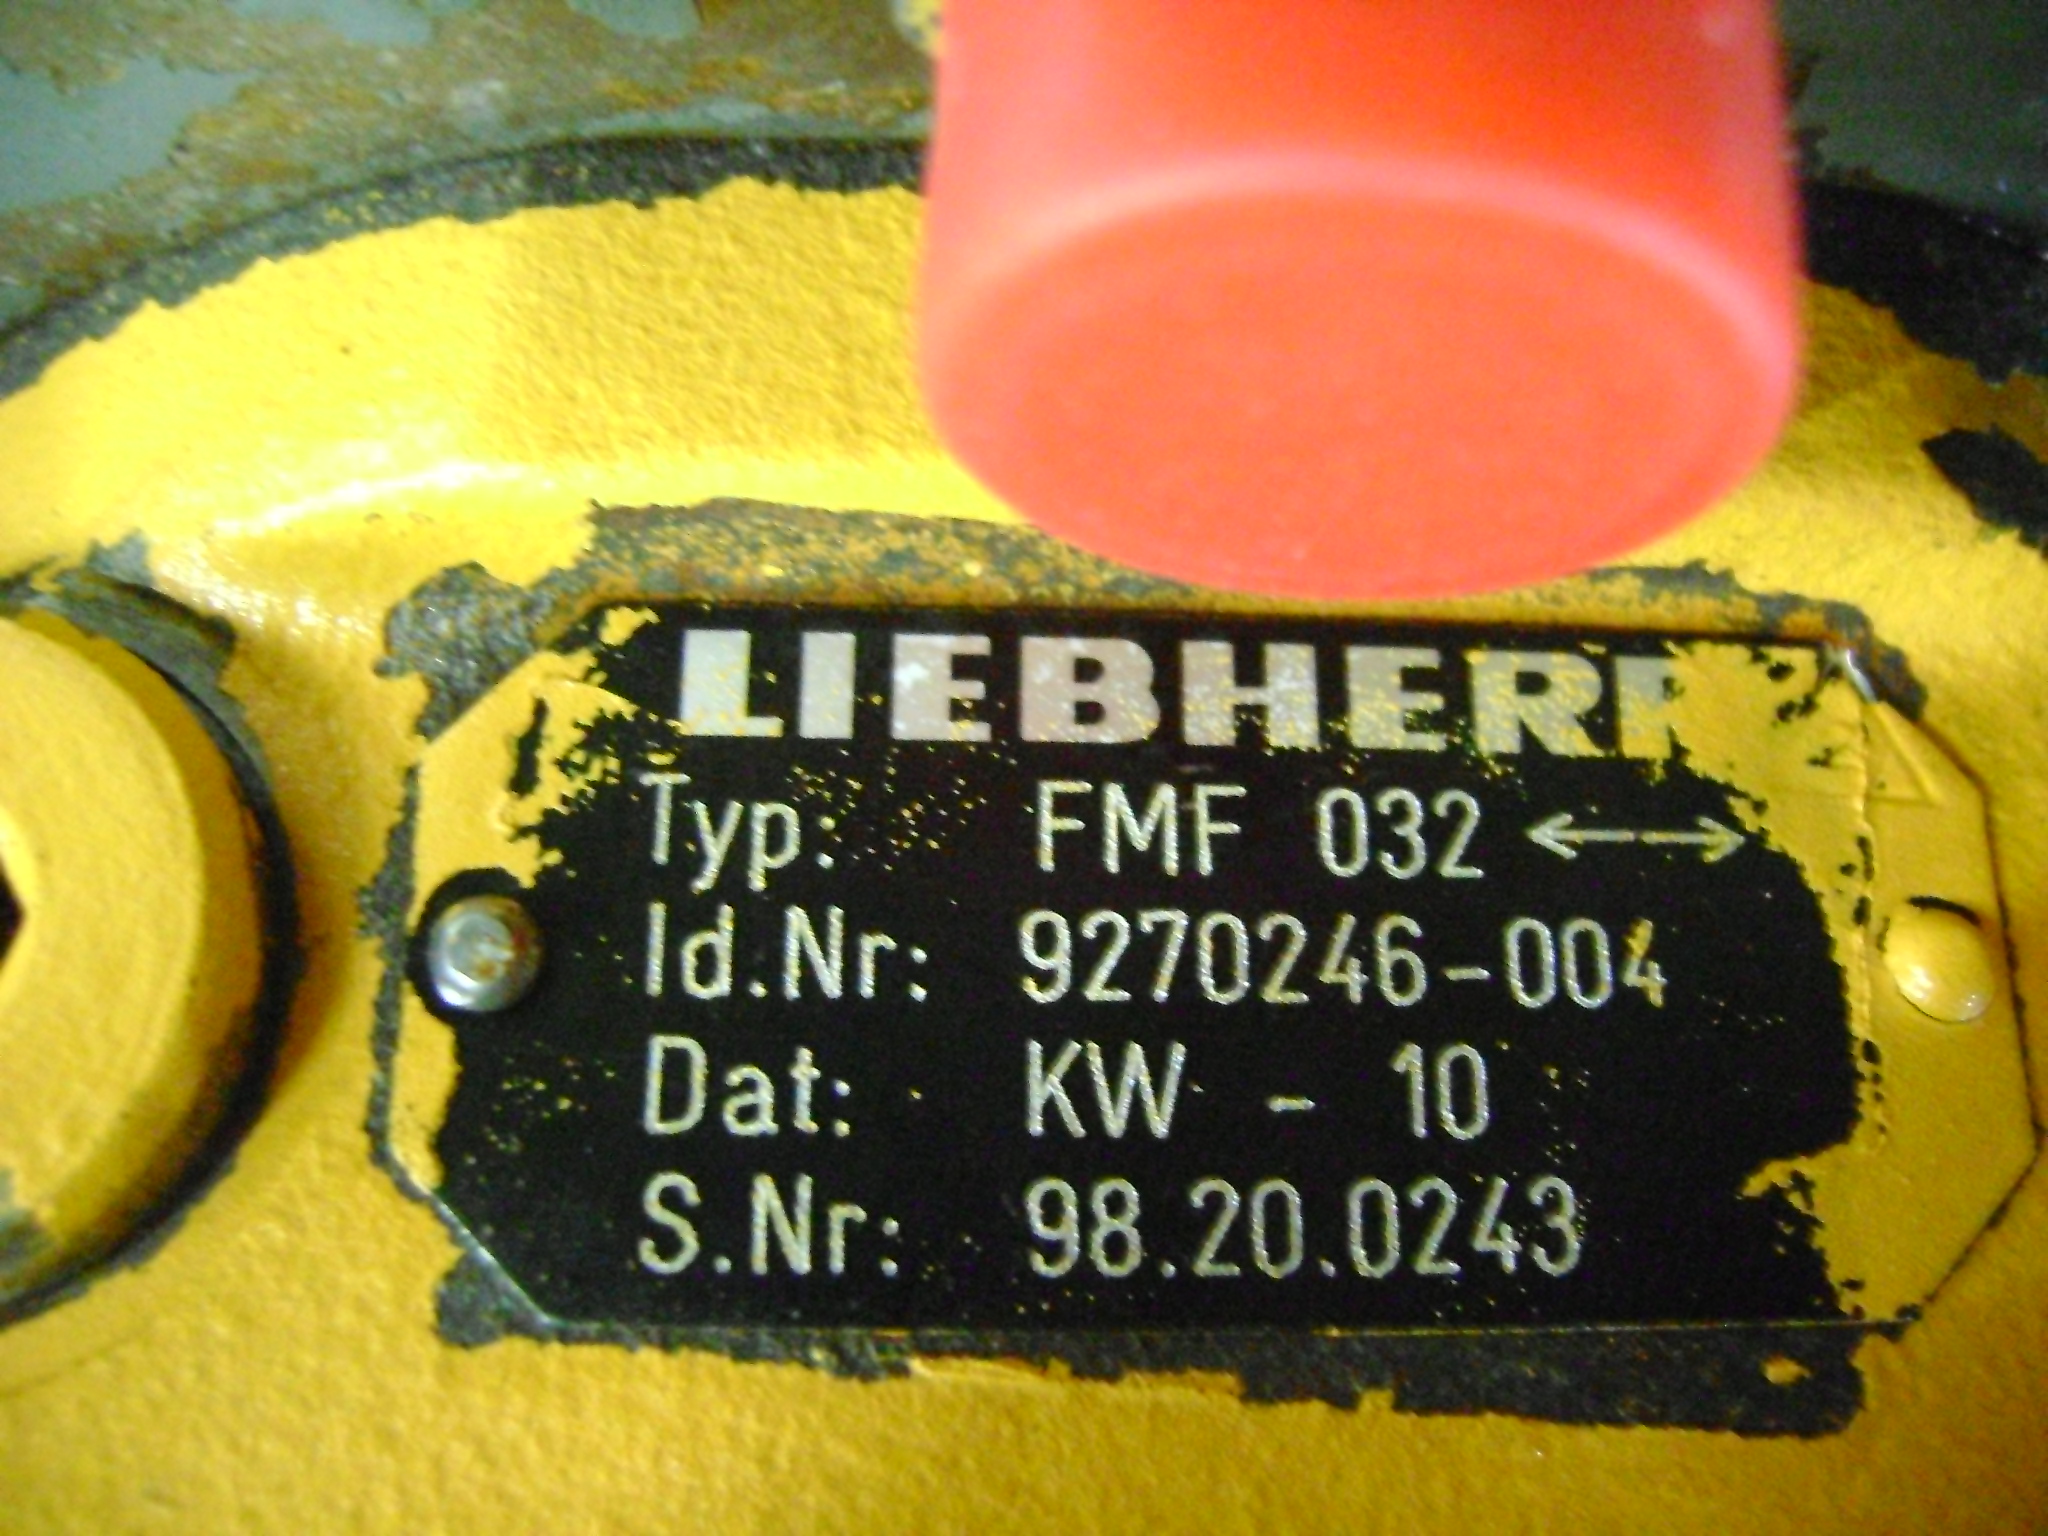 LIEBHERR
Typ: FMF 032 <->
Id.Nr: 9270246-004
Dat: KW - 10
S.Nr: 98.20.0243